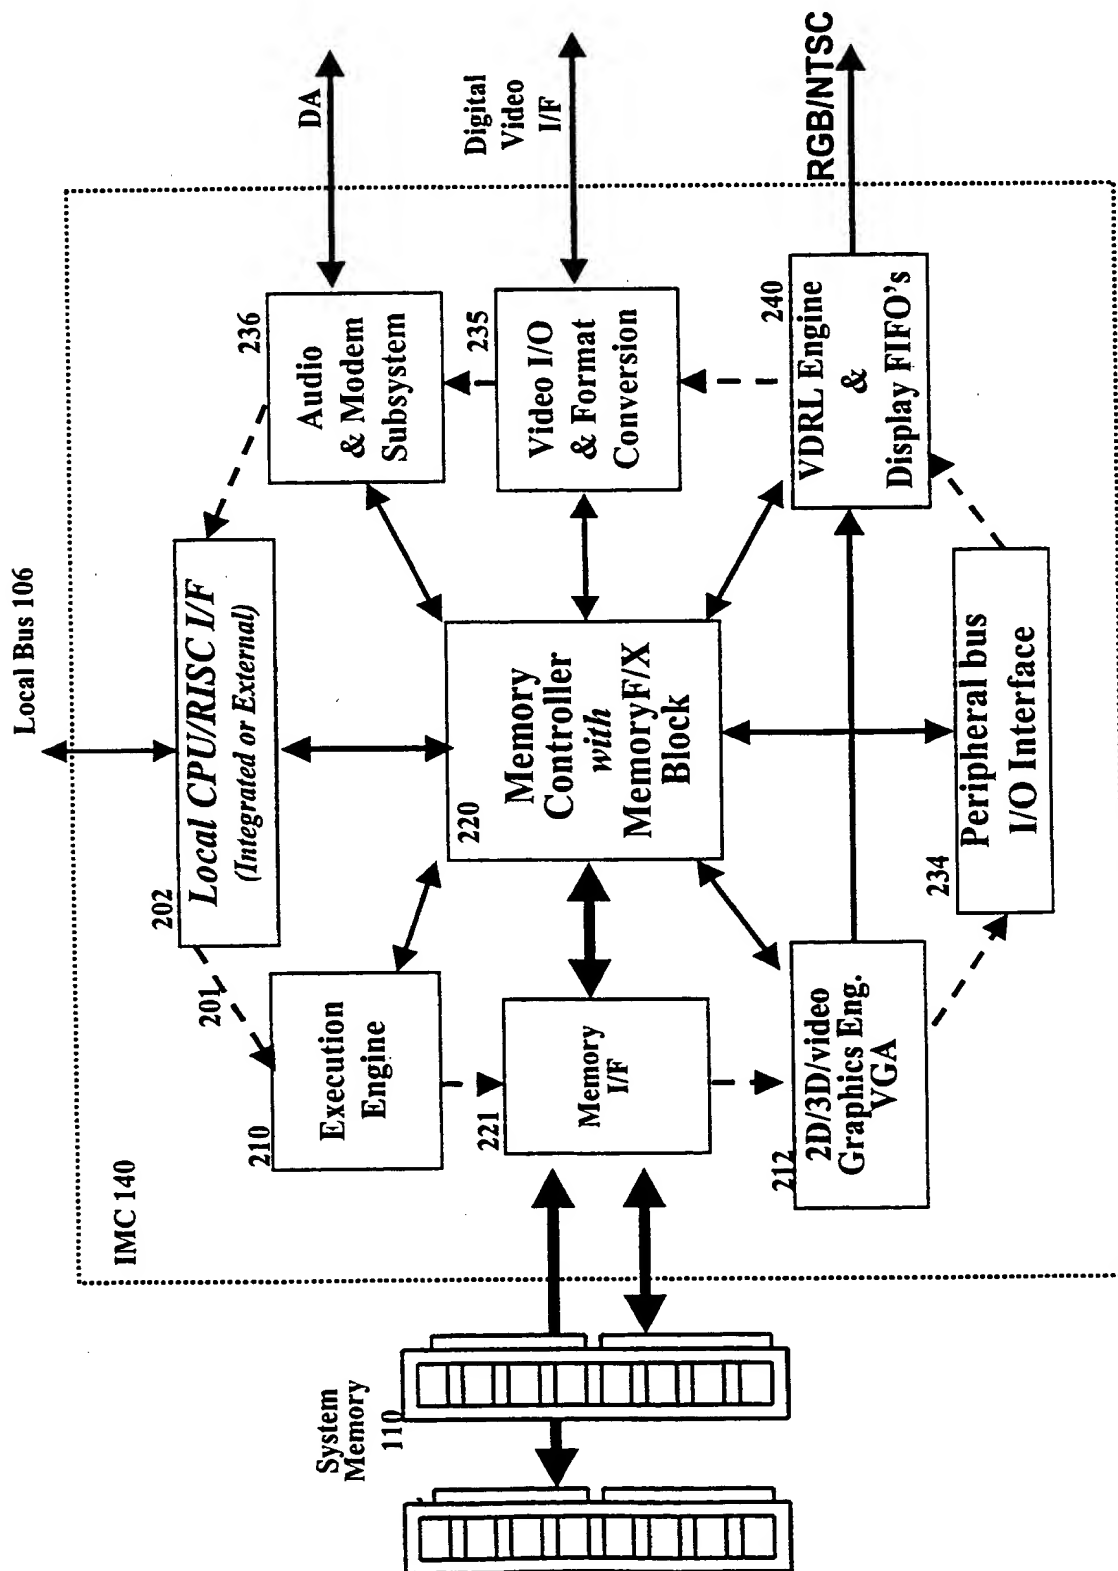 Local Bus 106
IMC 140
202
Local CPU/RISC I/F
(Integrated or External)
201
210
Execution
Engine
236
Audio
& Modem
Subsystem
DA
System
Memory
110
221
Memory
I/F
220
Memory
Controller
with
MemoryF/X
Block
235
Video I/O
& Format
Conversion
Digital
Video
I/F
212
2D/3D/video
Graphics Eng.
VGA
240
VDRL Engine
&
Display FIFO's
RGB/NTSC
234
Peripheral bus
I/O Interface